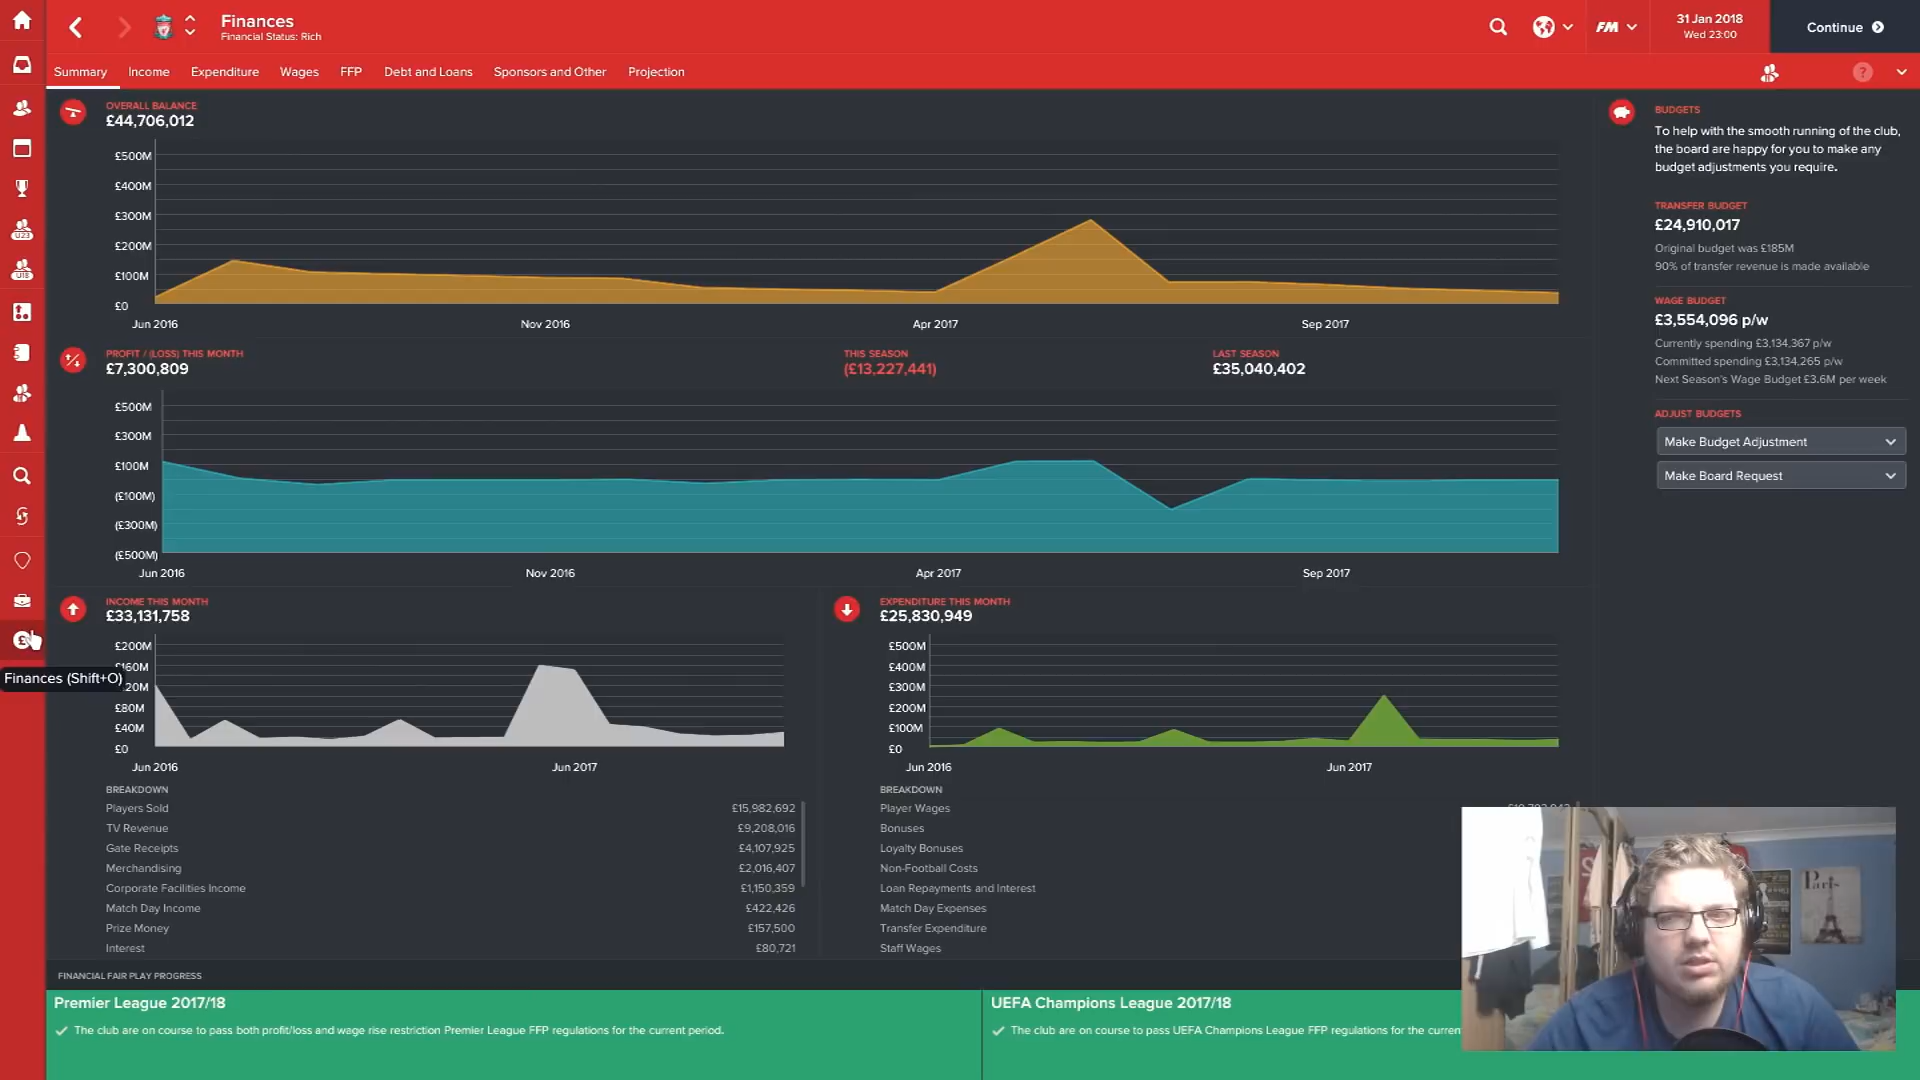 Finances
Financial Status: Rich
FM
31 Jan 2018
Wed 23:00
Continue
Summary
Income
Expenditure
Wages
FFP
Debt and Loans
Sponsors and Other
Projection
?
U23
U18
Finances (Shift+O)
OVERALL BALANCE
£44,706,012
£500M
£400M
£300M
£200M
£100M
£0
Jun 2016
Nov 2016
Apr 2017
Sep 2017
PROFIT / (LOSS) THIS MONTH
£7,300,809
THIS SEASON
(£13,227,441)
LAST SEASON
£35,040,402
£500M
£300M
£100M
(£100M)
(£300M)
(£500M)
Jun 2016
Nov 2016
Apr 2017
Sep 2017
INCOME THIS MONTH
£33,131,758
£200M
£160M
20M
£80M
£40M
£0
Jun 2016
Jun 2017
BREAKDOWN
Players Sold £15,982,692
TV Revenue £9,208,016
Gate Receipts £4,107,925
Merchandising £2,016,407
Corporate Facilities Income £1,150,359
Match Day Income £422,426
Prize Money £157,500
Interest £80,721
EXPENDITURE THIS MONTH
£25,830,949
£500M
£400M
£300M
£200M
£100M
£0
Jun 2016
Jun 2017
BREAKDOWN
Player Wages
Bonuses
Loyalty Bonuses
Non-Football Costs
Loan Repayments and Interest
Match Day Expenses
Transfer Expenditure
Staff Wages
BUDGETS
To help with the smooth running of the club,
the board are happy for you to make any
budget adjustments you require.
TRANSFER BUDGET
£24,910,017
Original budget was £185M
90% of transfer revenue is made available
WAGE BUDGET
£3,554,096 p/w
Currently spending £3,134,367 p/w
Committed spending £3,134,265 p/w
Next Season's Wage Budget £3.6M per week
ADJUST BUDGETS
Make Budget Adjustment
Make Board Request
FINANCIAL FAIR PLAY PROGRESS
Premier League 2017/18
The club are on course to pass both profit/loss and wage rise restriction Premier League FFP regulations for the current period.
UEFA Champions League 2017/18
The club are on course to pass UEFA Champions League FFP regulations for the curren
Paris